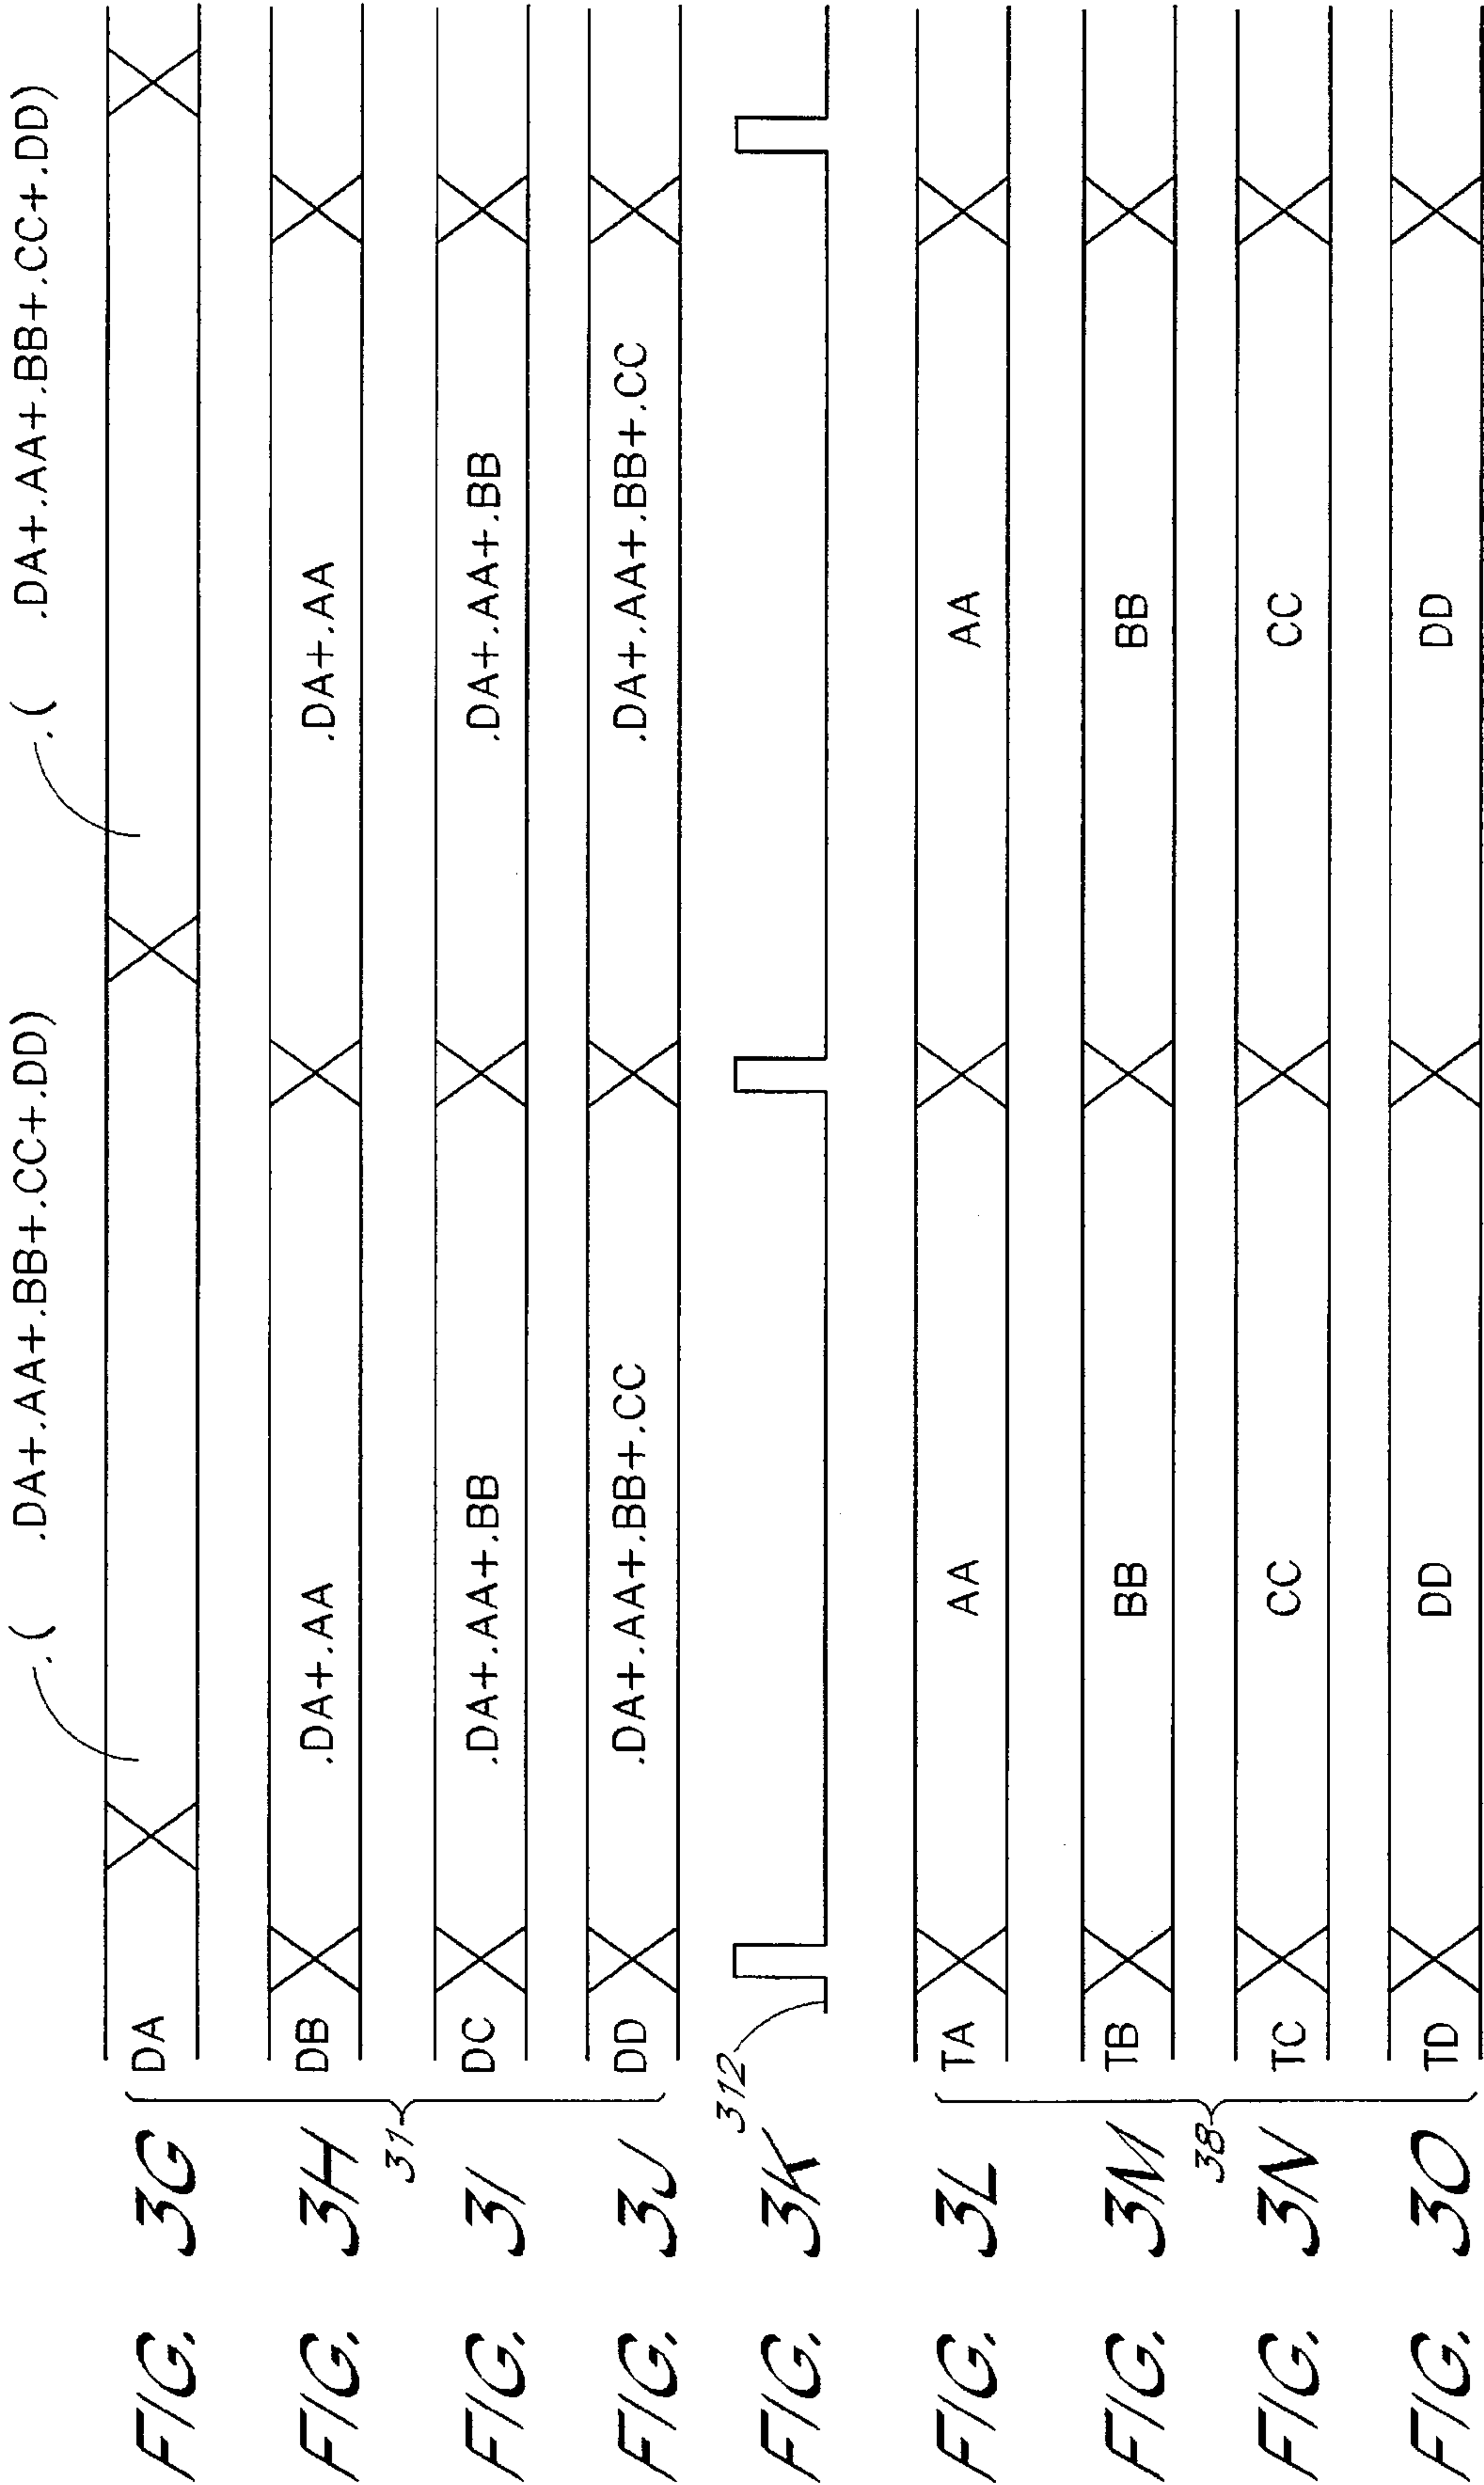 .( .DA+.AA+.BB+.CC+.DD) .( .DA+.AA+.BB+.CC+.DD)
FIG. 3G DA
FIG. 3H DB .DA+.AA .DA+.AA
31
FIG. 3I DC .DA+.AA+.BB .DA+.AA+.BB
FIG. 3J DD .DA+.AA+.BB+.CC .DA+.AA+.BB+.CC
FIG. 3K 312
FIG. 3L TA AA AA
FIG. 3M TB BB BB
38
FIG. 3N TC CC CC
FIG. 3O TD DD DD